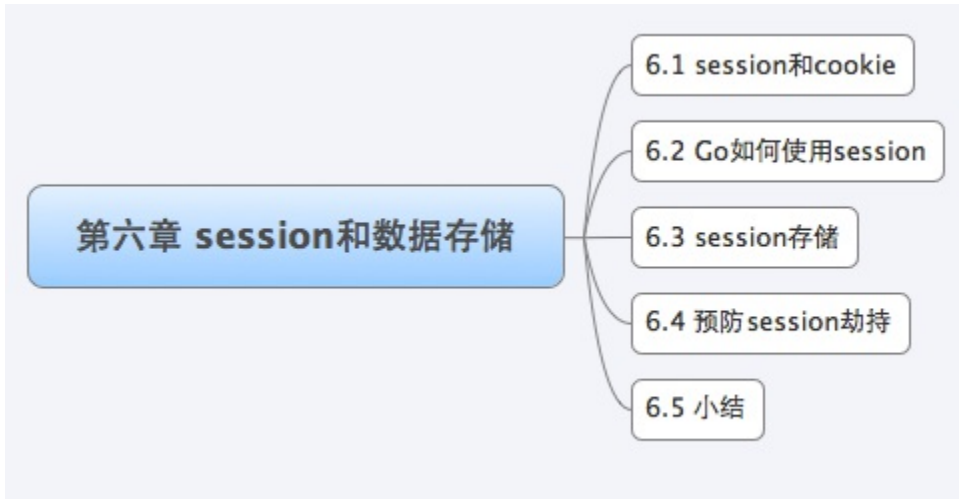 第六章 session和数据存储
6.1 session和cookie
6.2 Go如何使用session
6.3 session存储
6.4 预防session劫持
6.5 小结